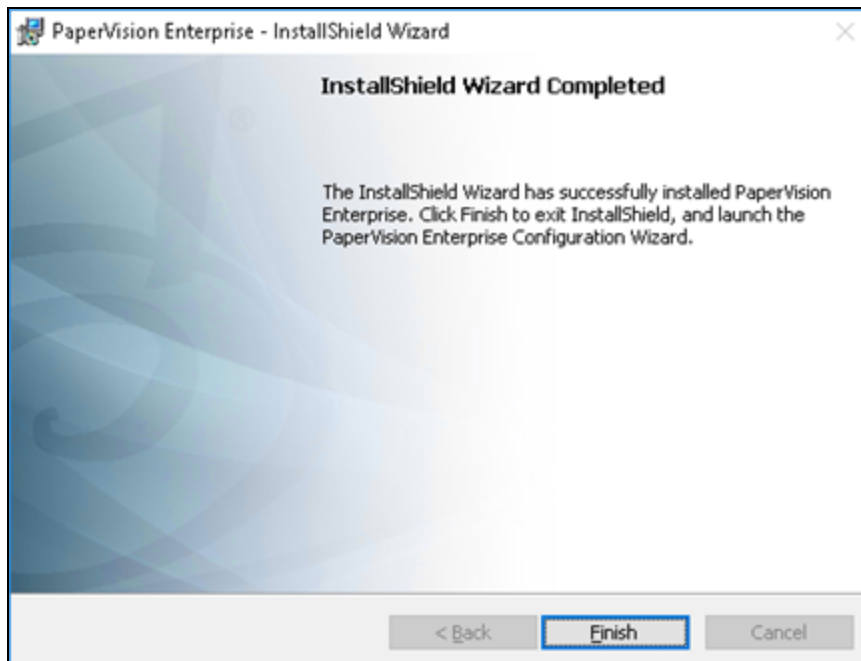 PaperVision Enterprise - InstallShield Wizard
InstallShield Wizard Completed
The InstallShield Wizard has successfully installed PaperVision
Enterprise. Click Finish to exit InstallShield, and launch the
PaperVision Enterprise Configuration Wizard.
< Back
Finish
Cancel